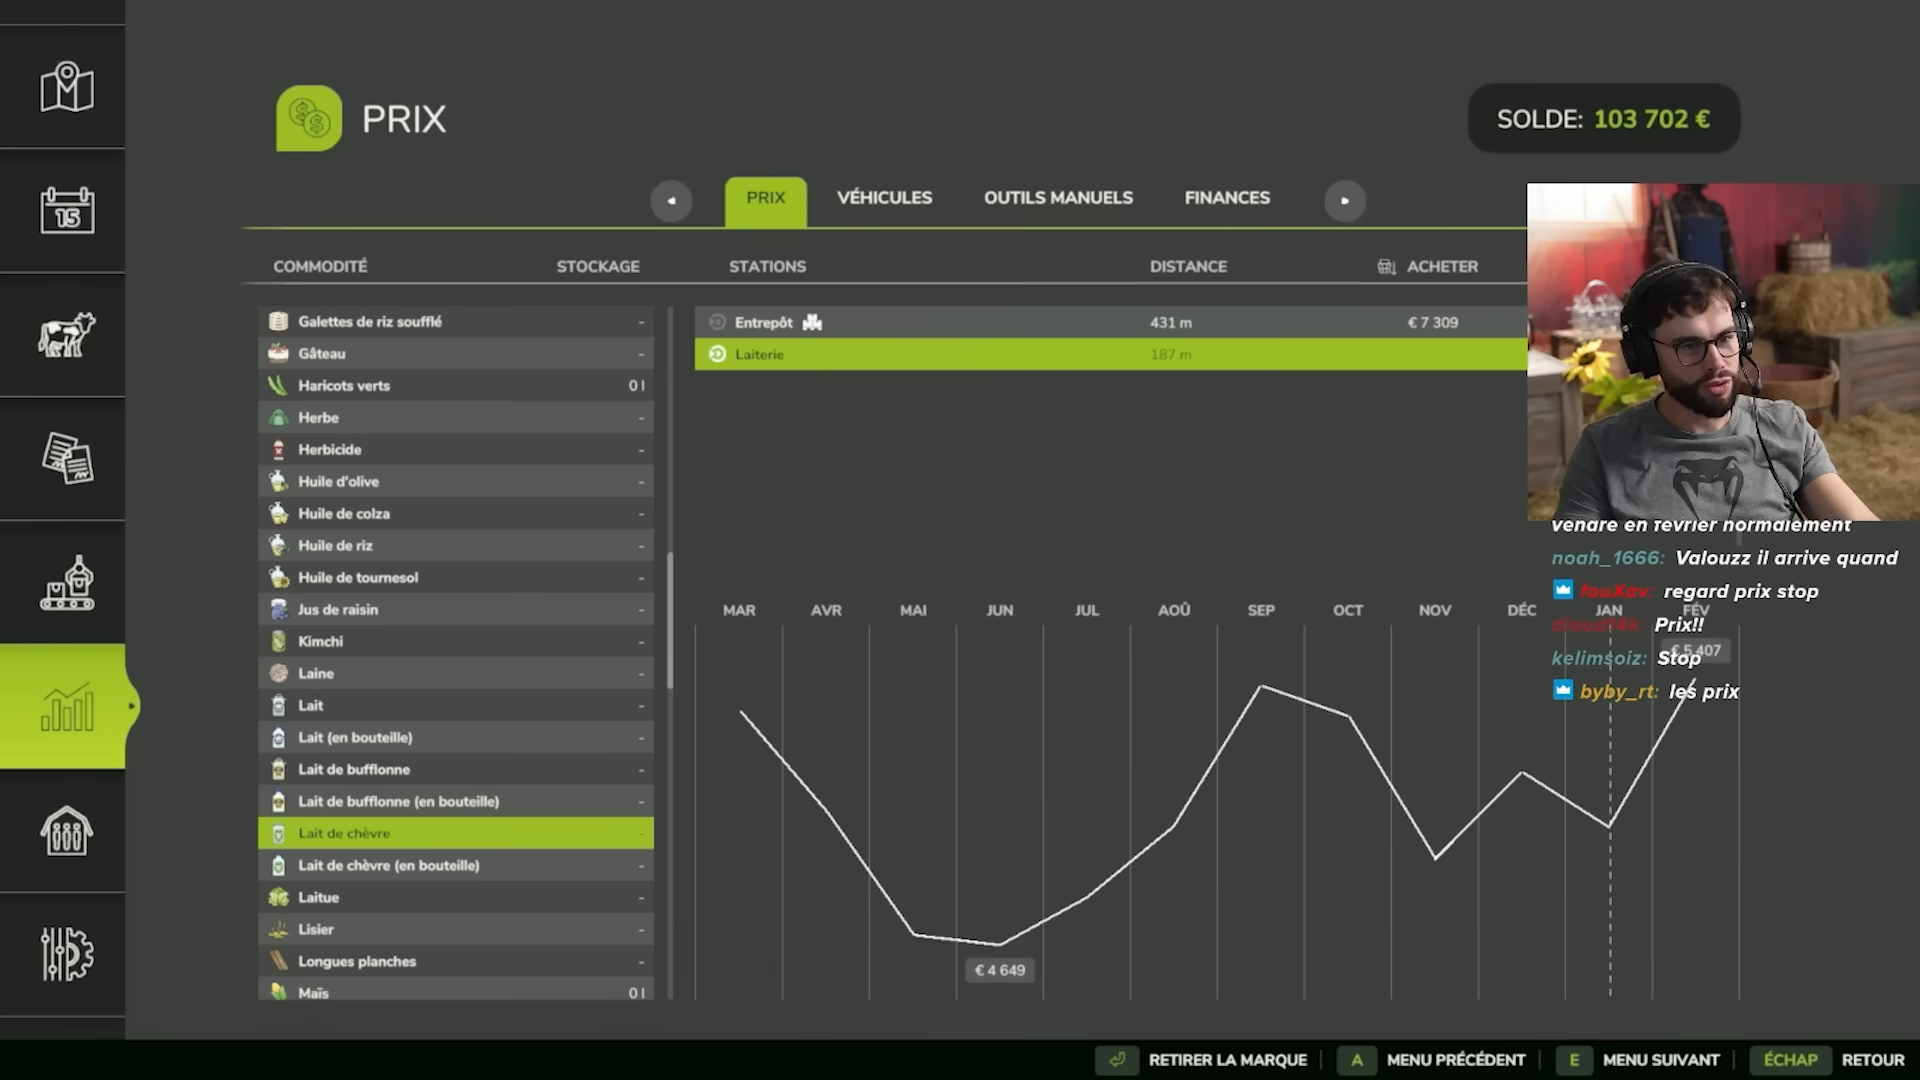 PRIX
SOLDE: 103 702 €
15
PRIX VÉHICULES OUTILS MANUELS FINANCES
COMMODITÉ STOCKAGE
Galettes de riz soufflé -
Gâteau -
Haricots verts 0 l
Herbe -
Herbicide -
Huile d'olive -
Huile de colza -
Huile de riz -
Huile de tournesol -
Jus de raisin -
Kimchi -
Laine -
Lait -
Lait (en bouteille) -
Lait de bufflonne -
Lait de bufflonne (en bouteille) -
Lait de chèvre -
Lait de chèvre (en bouteille) -
Laitue -
Lisier -
Longues planches -
Maïs 0 l
STATIONS DISTANCE ACHETER
Entrepôt 431 m € 7 309
Laiterie 187 m
MAR AVR MAI JUN JUL AOÛ SEP OCT NOV DÉC JAN FÉV
€ 5 407
€ 4 649
vendre en février normalement
noah_1666: Valouzz il arrive quand
fouXav: regard prix stop
Prix!!
kelimsoiz: Stop
byby_rt: les prix
RETIRER LA MARQUE A MENU PRÉCÉDENT E MENU SUIVANT ÉCHAP RETOUR